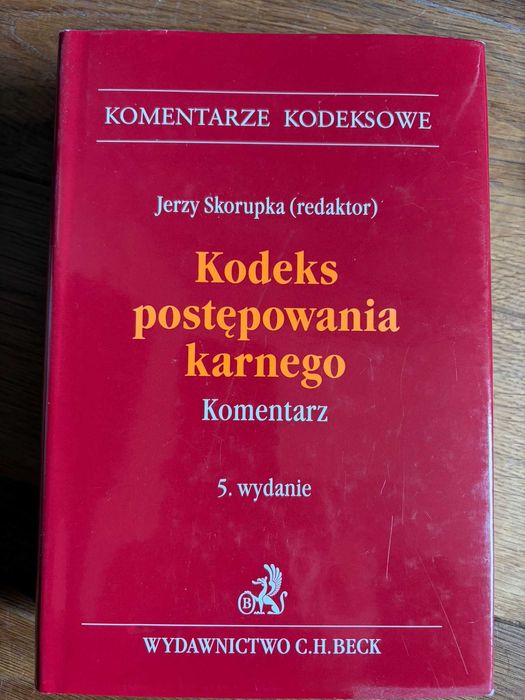 KOMENTARZE KODEKSOWE
Jerzy Skorupka (redaktor)
Kodeks
postępowania
karnego
Komentarz
5. wydanie
B
WYDAWNICTWO C.H.BECK